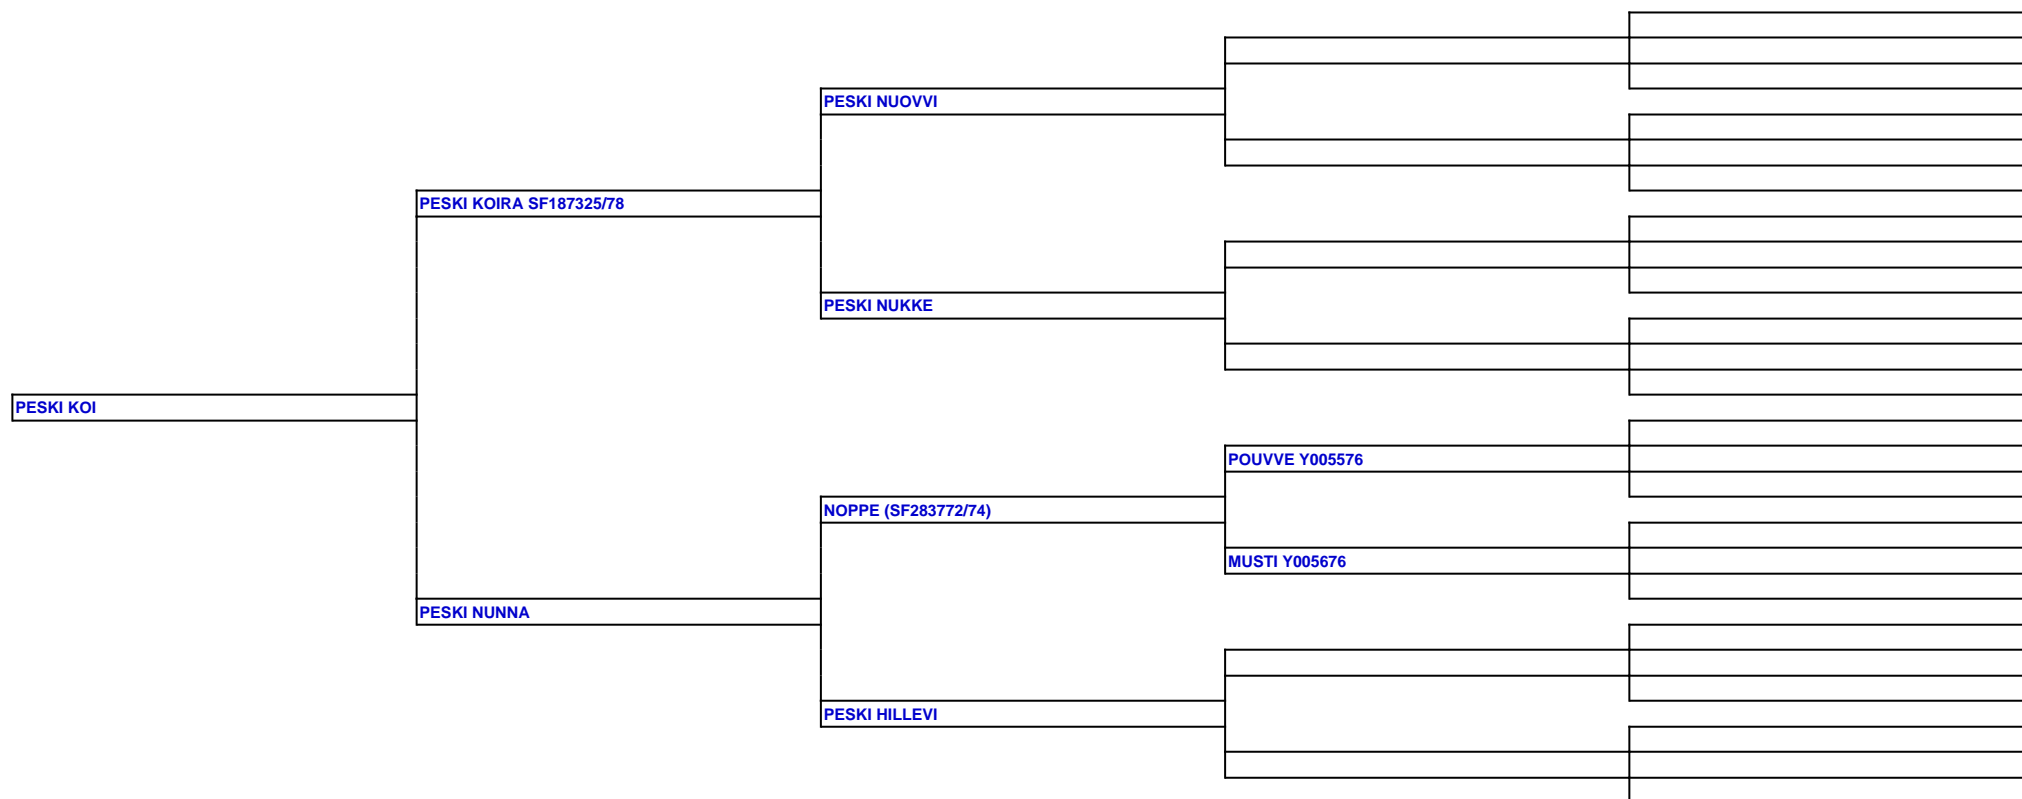 PESKI NUOVVI
PESKI KOIRA SF187325/78
PESKI NUKKE
PESKI KOI
POUVVE Y005576
NOPPE (SF283772/74)
MUSTI Y005676
PESKI NUNNA
PESKI HILLEVI